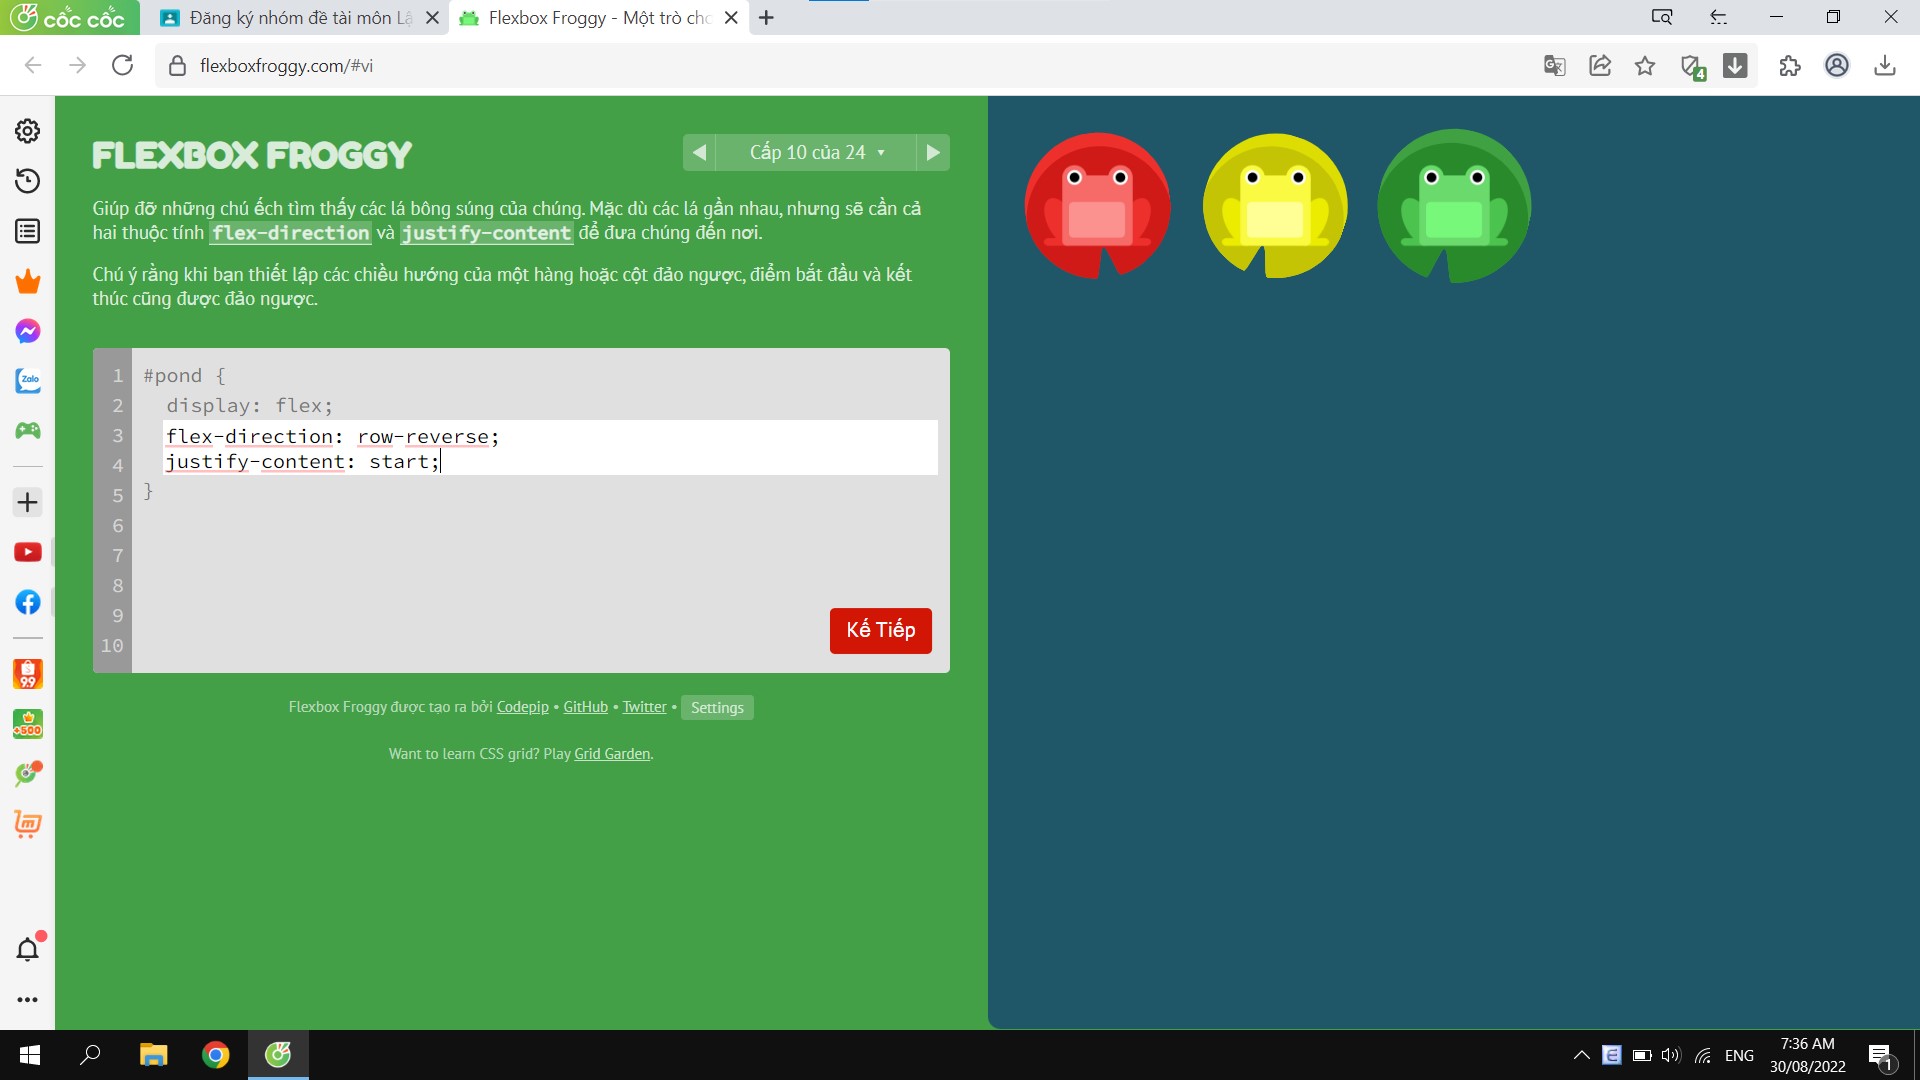 cốc cốc
Đăng ký nhóm đề tài môn Lậ
Flexbox Froggy - Một trò chơ
flexboxfroggy.com/#vi
4
FLEXBOX FROGGY
Cấp 10 của 24
Giúp đỡ những chú ếch tìm thấy các lá bông súng của chúng. Mặc dù các lá gần nhau, nhưng sẽ cần cả
hai thuộc tính flex-direction và justify-content để đưa chúng đến nơi.
Chú ý rằng khi bạn thiết lập các chiều hướng của một hàng hoặc cột đảo ngược, điểm bắt đầu và kết
thúc cũng được đảo ngược.
1 #pond {
2 display: flex;
3 flex-direction: row-reverse;
4 justify-content: start;
5 }
6
7
8
9
10
Kế Tiếp
Flexbox Froggy được tạo ra bởi Codepip • GitHub • Twitter • Settings
Want to learn CSS grid? Play Grid Garden.
Zalo
9.9
+500
ENG
7:36 AM
30/08/2022
1